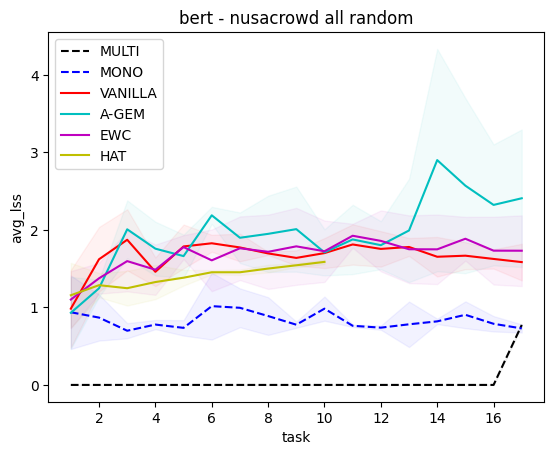 bert - nusacrowd all random
MULTI
MONO
VANILLA
A-GEM
EWC
HAT
4
3
2
1
0
avg_lss
2
4
6
8
10
12
14
16
task